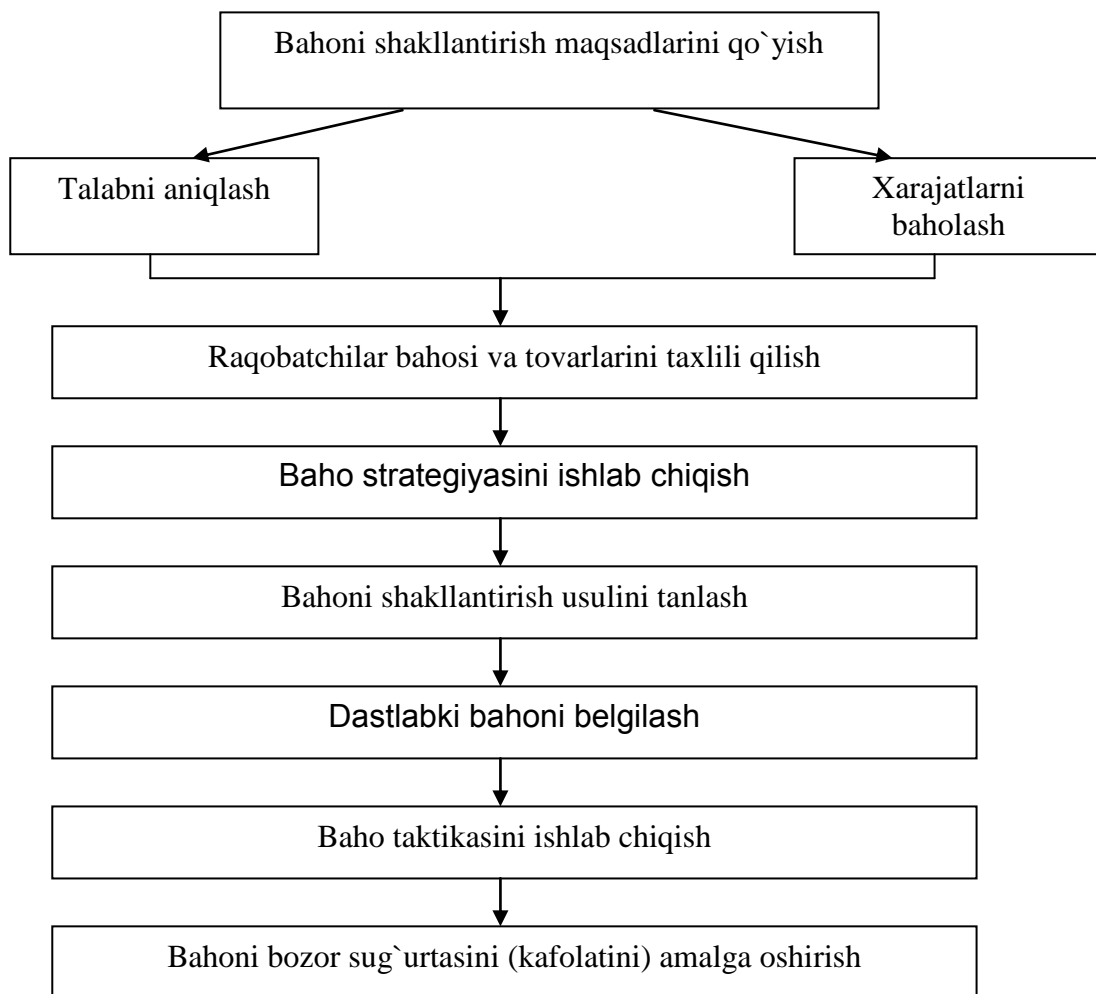 Bahoni shakllantirish maqsadlarini qo`yish
Talabni aniqlash
Xarajatlarni
baholash
Raqobatchilar bahosi va tovarlarini taxlili qilish
Baho strategiyasini ishlab chiqish
Bahoni shakllantirish usulini tanlash
Dastlabki bahoni belgilash
Baho taktikasini ishlab chiqish
Bahoni bozor sug`urtasini (kafolatini) amalga oshirish